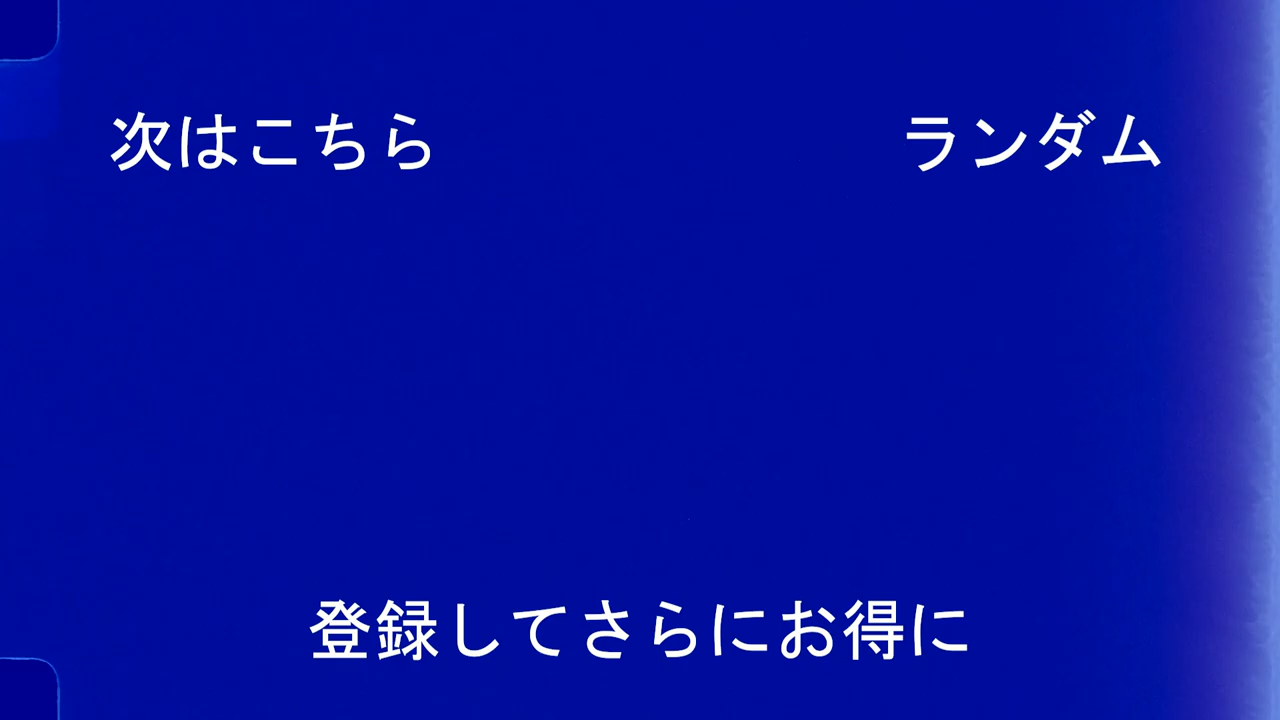 次はこちら
ランダム
登録してさらにお得に